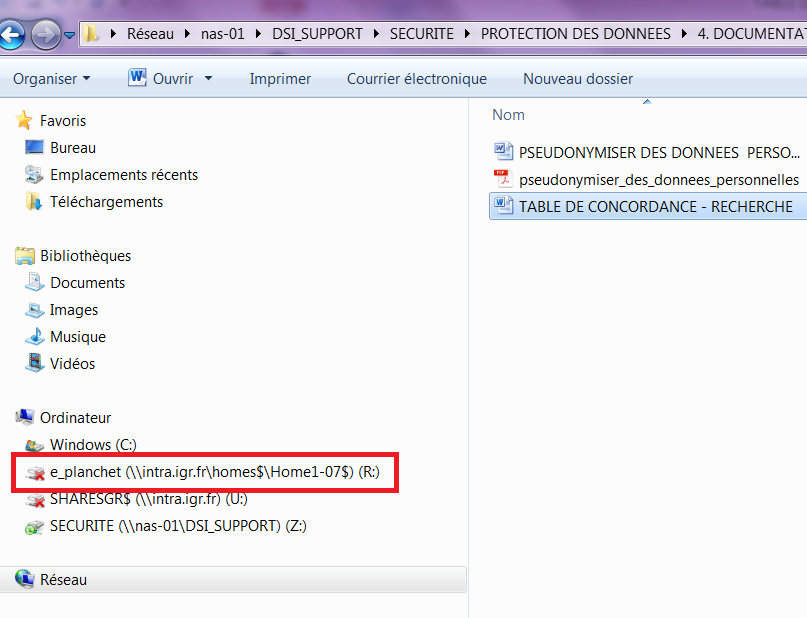 Réseau nas-01 DSI_SUPPORT SECURITE PROTECTION DES DONNEES 4. DOCUMENTAT
Organiser Ouvrir Imprimer Courrier électronique Nouveau dossier
Favoris
Bureau
Emplacements récents
Téléchargements
Bibliothèques
Documents
Images
Musique
Vidéos
Ordinateur
Windows (C:)
e_planchet (\\intra.igr.fr\homes$\Home1-07$) (R:)
SHARESGR$ (\\intra.igr.fr) (U:)
SECURITE (\\nas-01\DSI_SUPPORT) (Z:)
Réseau
Nom
PSEUDONYMISER DES DONNEES  PERSO...
pseudonymiser_des_donnees_personnelles
TABLE DE CONCORDANCE - RECHERCHE